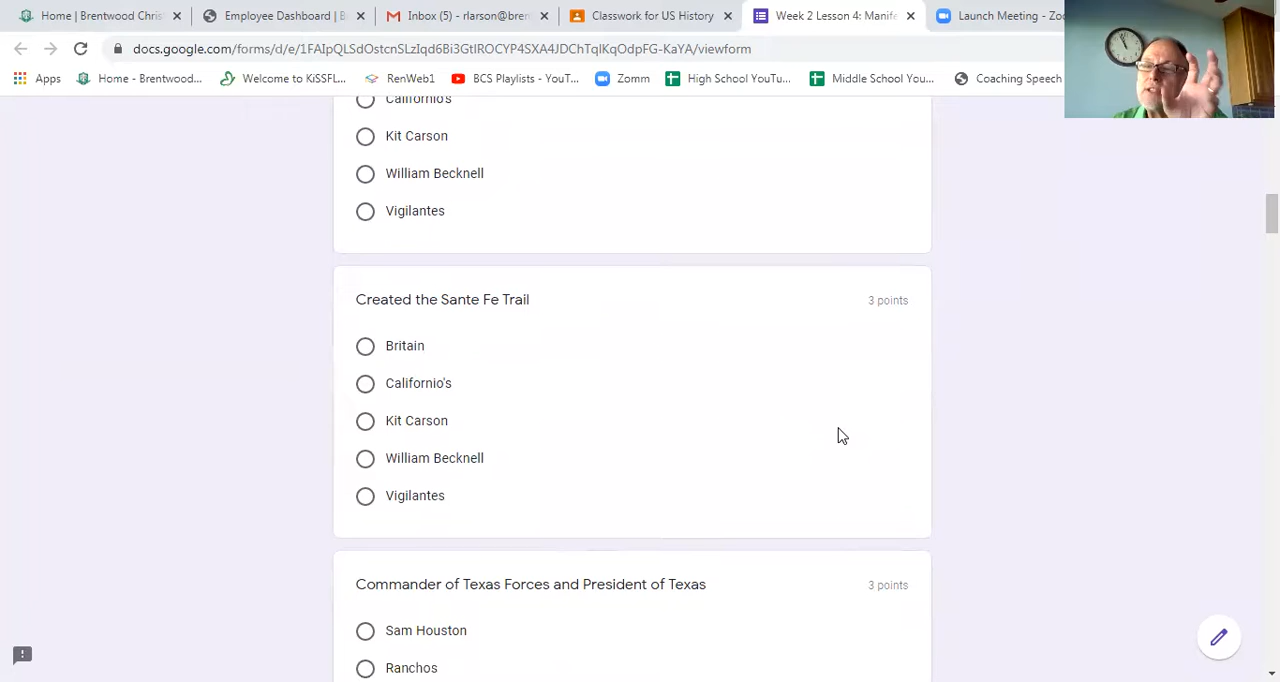 Home | Brentwood Chris
Employee Dashboard | B
Inbox (5) - rlarson@bren
Classwork for US History
Week 2 Lesson 4: Manife
Launch Meeting - Zoo
docs.google.com/forms/d/e/1FAIpQLSdOstcnSLzIqd6Bi3GtIROCYP4SXA4JDChTqIKqOdpFG-KaYA/viewform
Apps
Home - Brentwood...
Welcome to KiSSFL...
RenWeb1
BCS Playlists - YouT...
Zomm
High School YouTu...
Middle School You...
Coaching Speech
Californio's
Kit Carson
William Becknell
Vigilantes
Created the Sante Fe Trail
3 points
Britain
Californio's
Kit Carson
William Becknell
Vigilantes
Commander of Texas Forces and President of Texas
3 points
Sam Houston
Ranchos